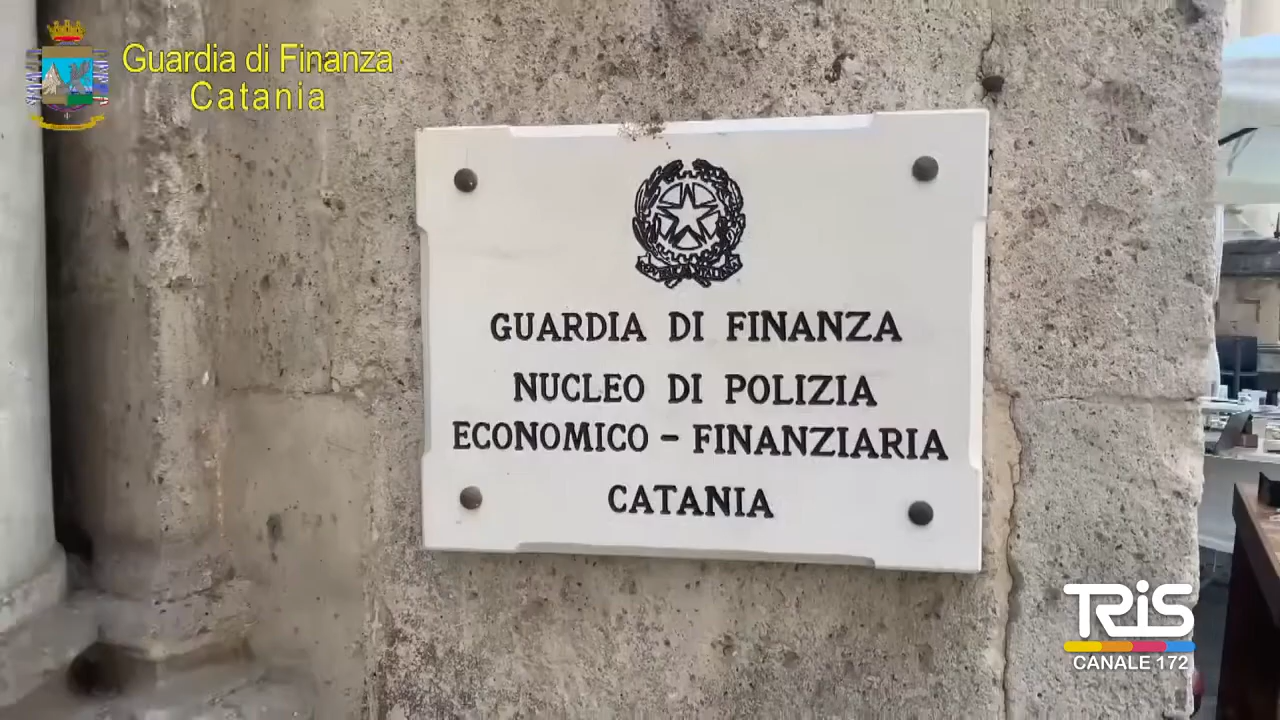 Guardia di Finanza
Catania
GUARDIA DI FINANZA
NUCLEO DI POLIZIA
ECONOMICO - FINANZIARIA
CATANIA
TRIS
CANALE 172